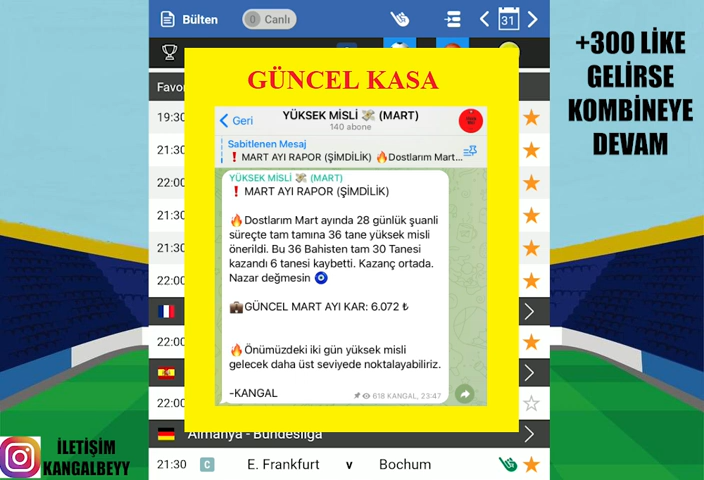 Bülten
0 Canlı
31
+300 LİKE
GELİRSE
KOMBİNEYE
DEVAM
GÜNCEL KASA
Favor
19:30
21:30
22:00
21:30
21:30
22:00
22:00
22:00
Geri
YÜKSEK MİSLİ 💸 (MART)
140 abone
Sabitlenen Mesaj
❗ MART AYI RAPOR (ŞİMDİLİK) 🔥Dostlarım Mart...
YÜKSEK MİSLİ 💸 (MART)
❗ MART AYI RAPOR (ŞİMDİLİK)
🔥Dostlarım Mart ayında 28 günlük şuanli
süreçte tam tamına 36 tane yüksek misli
önerildi. Bu 36 Bahisten tam 30 Tanesi
kazandı 6 tanesi kaybetti. Kazanç ortada.
Nazar değmesin 🧿
💼GÜNCEL MART AYI KAR: 6.072 ₺
🔥Önümüzdeki iki gün yüksek misli
gelecek daha üst seviyede noktalayabiliriz.
-KANGAL
618 KANGAL, 23:47
Almanya - Bundesliga
21:30 C E. Frankfurt v Bochum
İLETİŞİM
KANGALBEYY